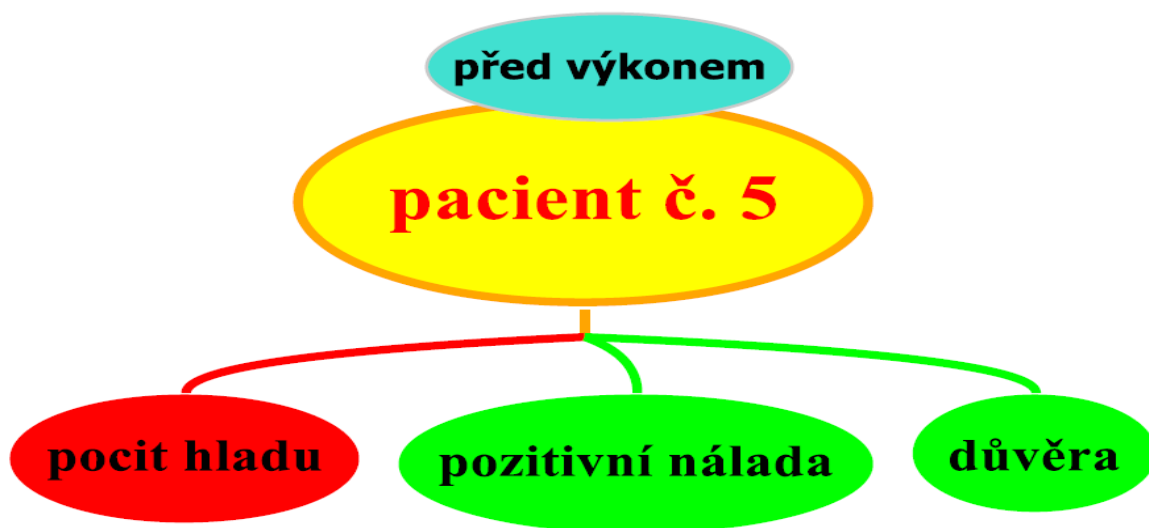 před výkonem
pacient č. 5
pocit hladu
pozitivní nálada
důvěra